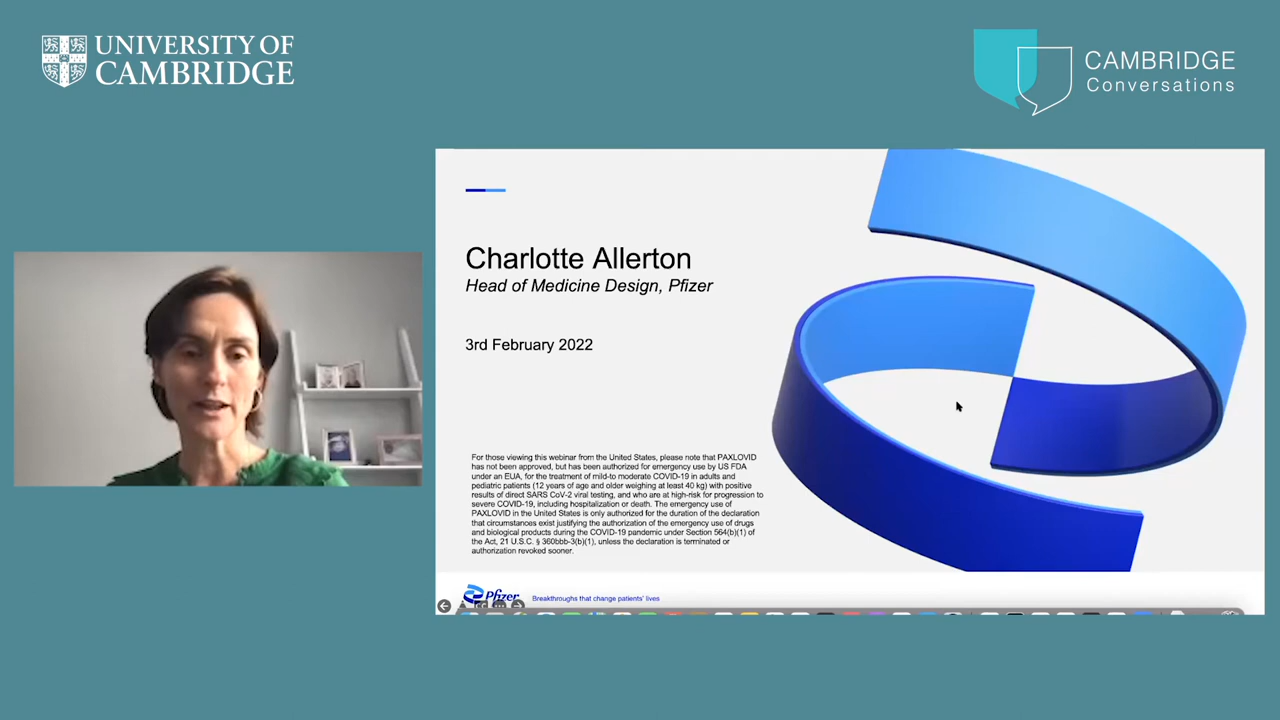 UNIVERSITY OF
CAMBRIDGE
CAMBRIDGE
Conversations
Charlotte Allerton
Head of Medicine Design, Pfizer
3rd February 2022
For those viewing this webinar from the United States, please note that PAXLOVID
has not been approved, but has been authorized for emergency use by US FDA
under an EUA, for the treatment of mild-to moderate COVID-19 in adults and
pediatric patients (12 years of age and older weighing at least 40 kg) with positive
results of direct SARS CoV-2 viral testing, and who are at high-risk for progression to
severe COVID-19, including hospitalization or death. The emergency use of
PAXLOVID in the United States is only authorized for the duration of the declaration
that circumstances exist justifying the authorization of the emergency use of drugs
and biological products during the COVID-19 pandemic under Section 564(b)(1) of
the Act, 21 U.S.C. § 360bbb-3(b)(1), unless the declaration is terminated or
authorization revoked sooner.
Pfizer
Breakthroughs that change patients' lives